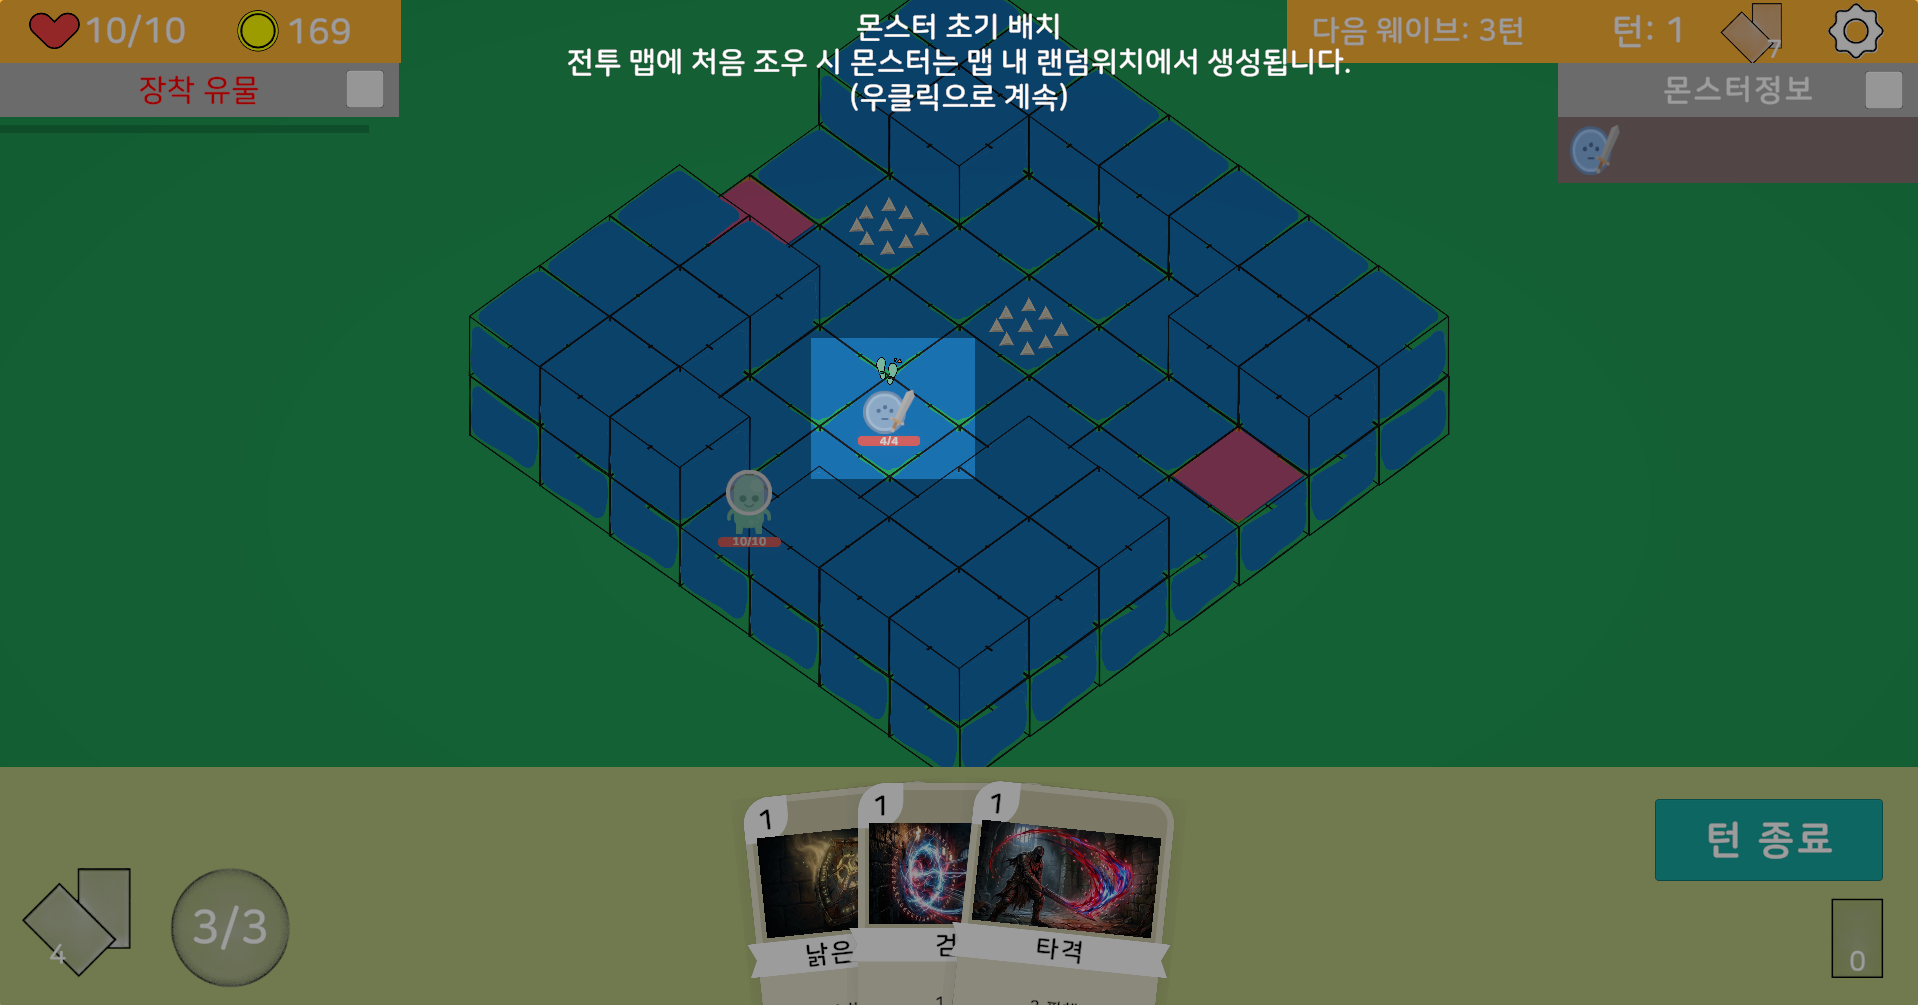 10/10
169
몬스터 초기 배치
전투 맵에 처음 조우 시 몬스터는 맵 내 랜덤위치에서 생성됩니다.
(우클릭으로 계속)
다음 웨이브: 3턴
턴: 1
7
장착 유물
몬스터정보
4/4
10/10
1
1
1
낡은
걷
타격
1
턴 종료
4
3/3
0